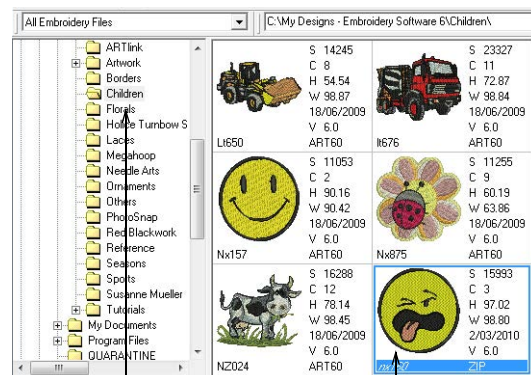 All Embroidery Files
C:\My Designs - Embroidery Software 6\Children\
ARTlink
Artwork
Borders
Children
Florals
Hollice Turnbow S
Laces
Megahoop
Needle Arts
Ornaments
Others
PhotoSnap
Red Blackwork
Reference
Seasons
Sports
Susanne Mueller
Tutorials
My Documents
Program Files
QUARANTINE
S 14245
C 8
H 54.54
W 98.87
18/06/2009
V 6.0
Lt650 ART60
S 23327
C 11
H 72.87
W 98.84
18/06/2009
V 6.0
lt676 ART60
S 11053
C 2
H 90.16
W 90.42
18/06/2009
V 6.0
Nx157 ART60
S 11255
C 9
H 60.19
W 63.86
18/06/2009
V 6.0
Nx875 ART60
S 16288
C 12
H 78.14
W 98.45
18/06/2009
V 6.0
NZ024 ART60
S 15993
C 3
H 97.02
W 98.80
2/03/2010
V 6.0
ZIP